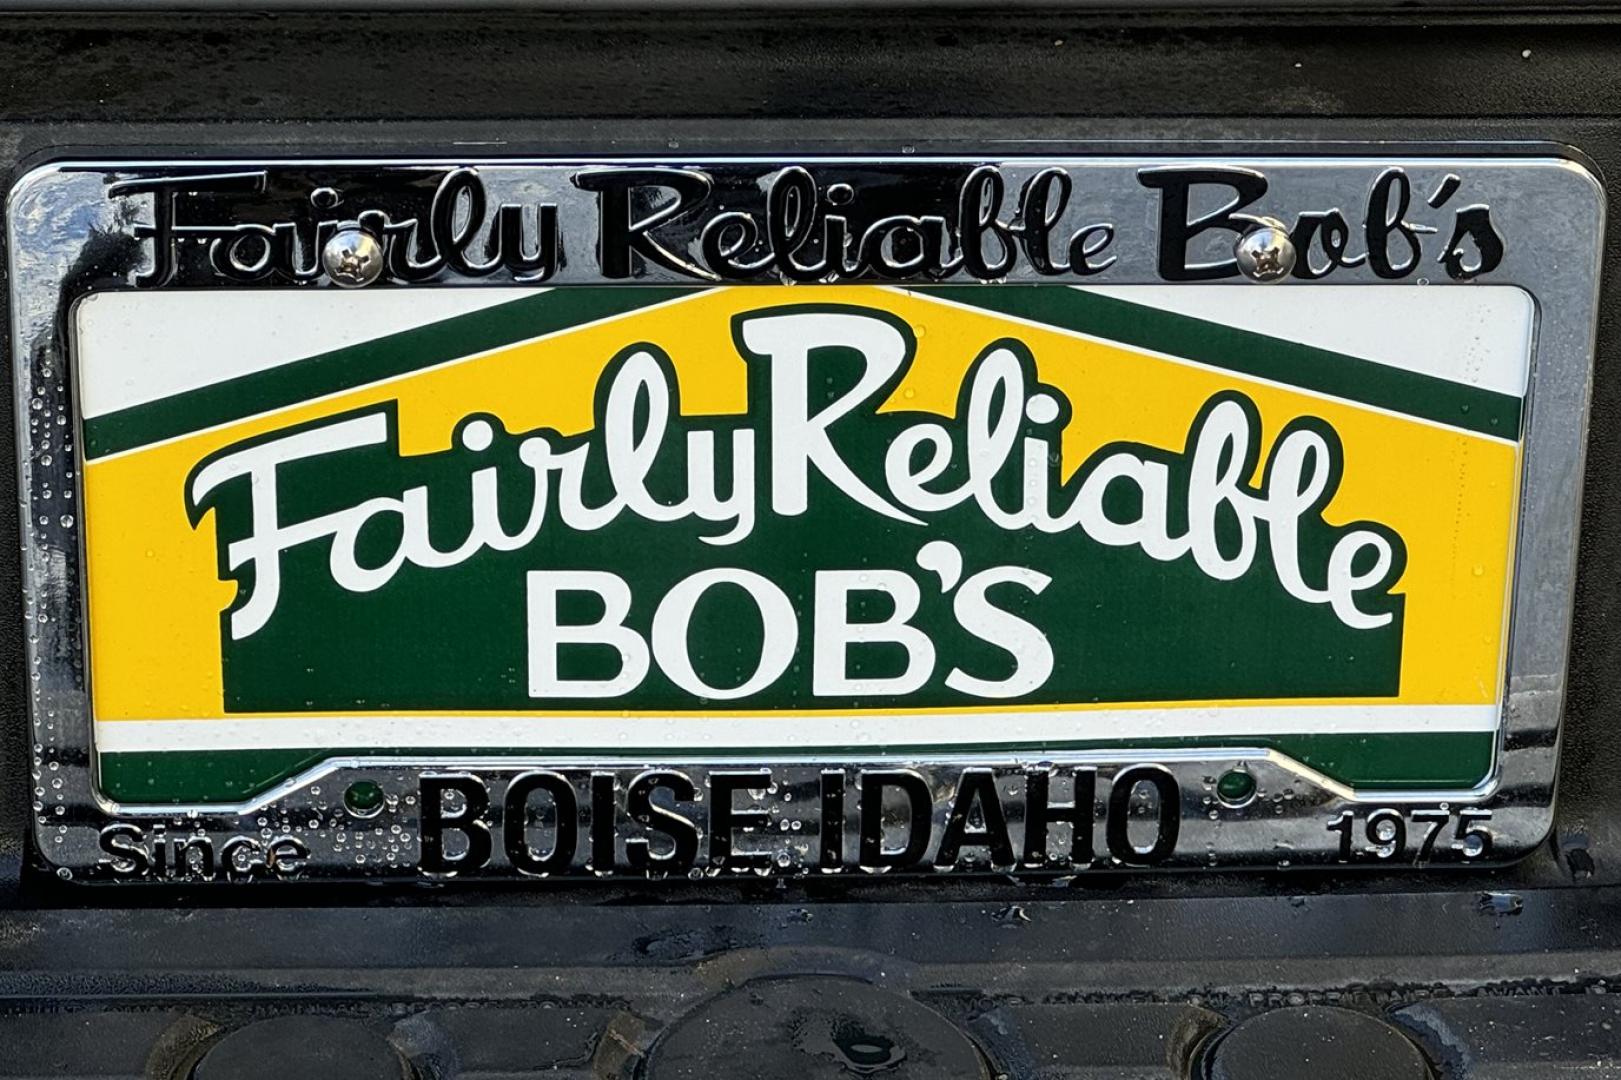 Fairly Reliable Bob's
Fairly Reliable
BOB'S
Since BOISE IDAHO 1975